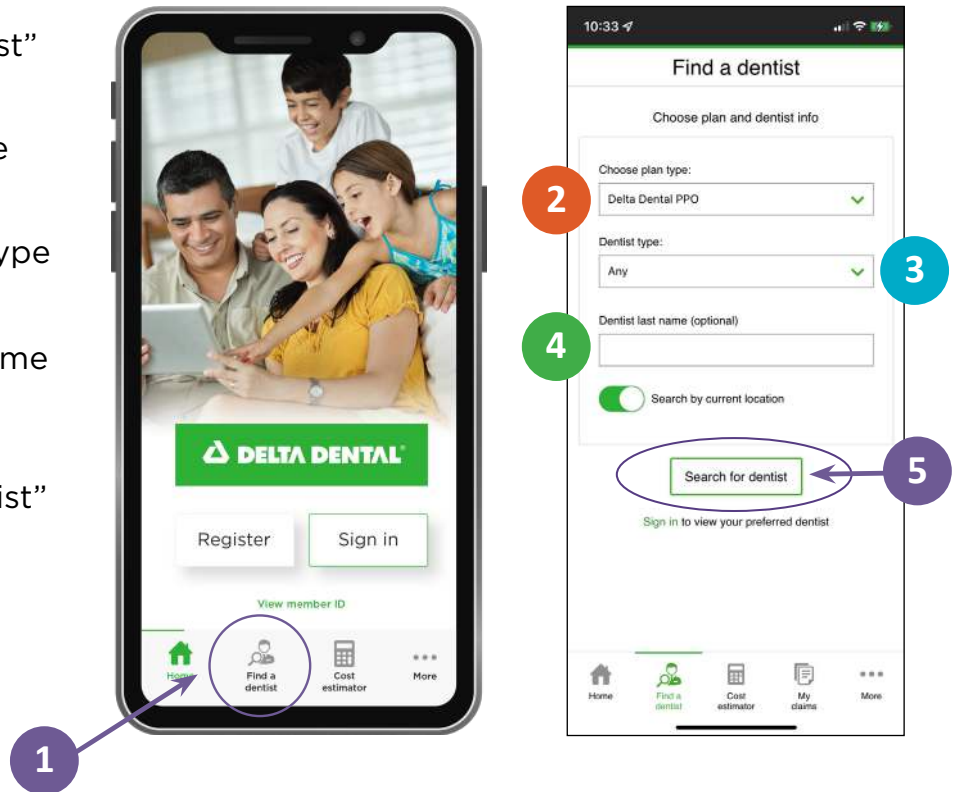 st”
e
ype
me
ist”
DELTA DENTAL®
Register
Sign in
View member ID
Home
Find a
dentist
Cost
estimator
More
1
10:33
Find a dentist
Choose plan and dentist info
Choose plan type:
2
Delta Dental PPO
Dentist type:
Any
3
Dentist last name (optional)
4
Search by current location
Search for dentist
5
Sign in to view your preferred dentist
Home
Find a
dentist
Cost
estimator
My
claims
More